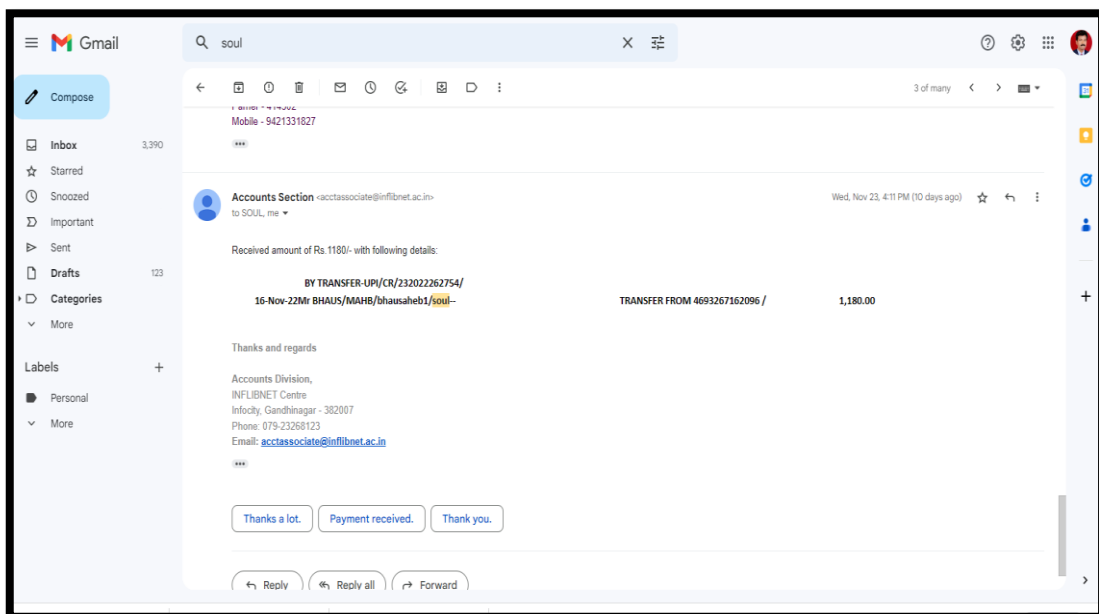 Gmail
soul
Compose
3 of many
Mobile - 9421331827
Inbox 3,390
Starred
Snoozed
Important
Sent
Drafts 123
Categories
More
Labels
Personal
More
Accounts Section <acctassociate@inflibnet.ac.in>
Wed, Nov 23, 4:11 PM (10 days ago)
to SOUL, me
Received amount of Rs.1180/- with following details:
BY TRANSFER-UPI/CR/232022262754/
16-Nov-22Mr BHAUS/MAHB/bhausaheb1/soul-- TRANSFER FROM 4693267162096 / 1,180.00
Thanks and regards
Accounts Division,
INFLIBNET Centre
Infocity, Gandhinagar - 382007
Phone: 079-23268123
Email: acctassociate@inflibnet.ac.in
Thanks a lot. Payment received. Thank you.
Reply Reply all Forward